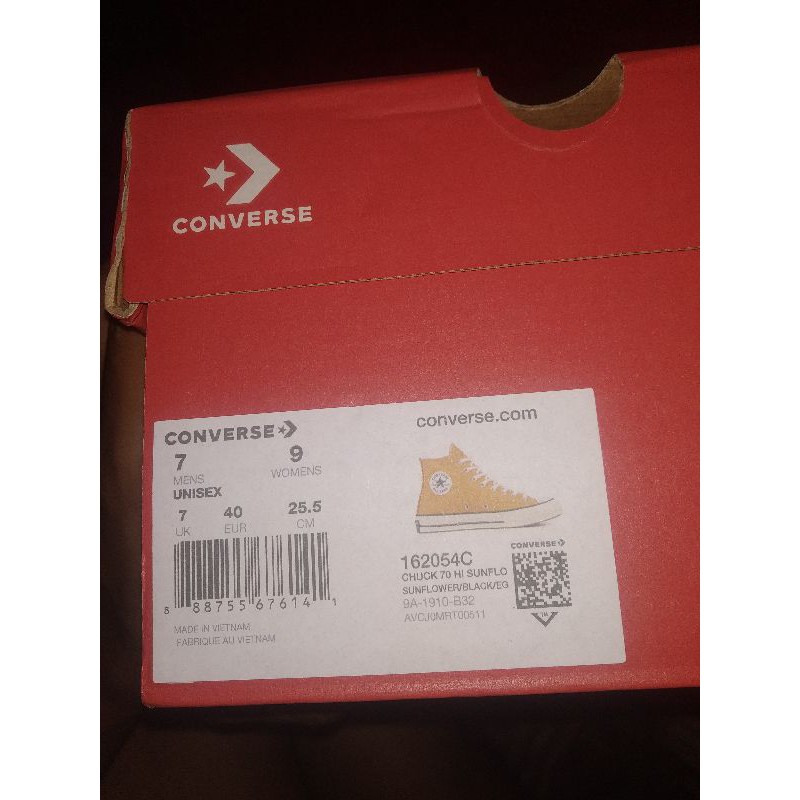 CONVERSE
CONVERSE
converse.com
7 9
MENS WOMENS
UNISEX
7 40 25.5
UK EUR CM
8 88755 67614 1
MADE IN VIETNAM
FABRIQUE AU VIETNAM
162054C
CHUCK 70 HI SUNFLO
SUNFLOWER/BLACK/EG
9A-1910-B32
AVCJ0MRT00511
CONVERSE